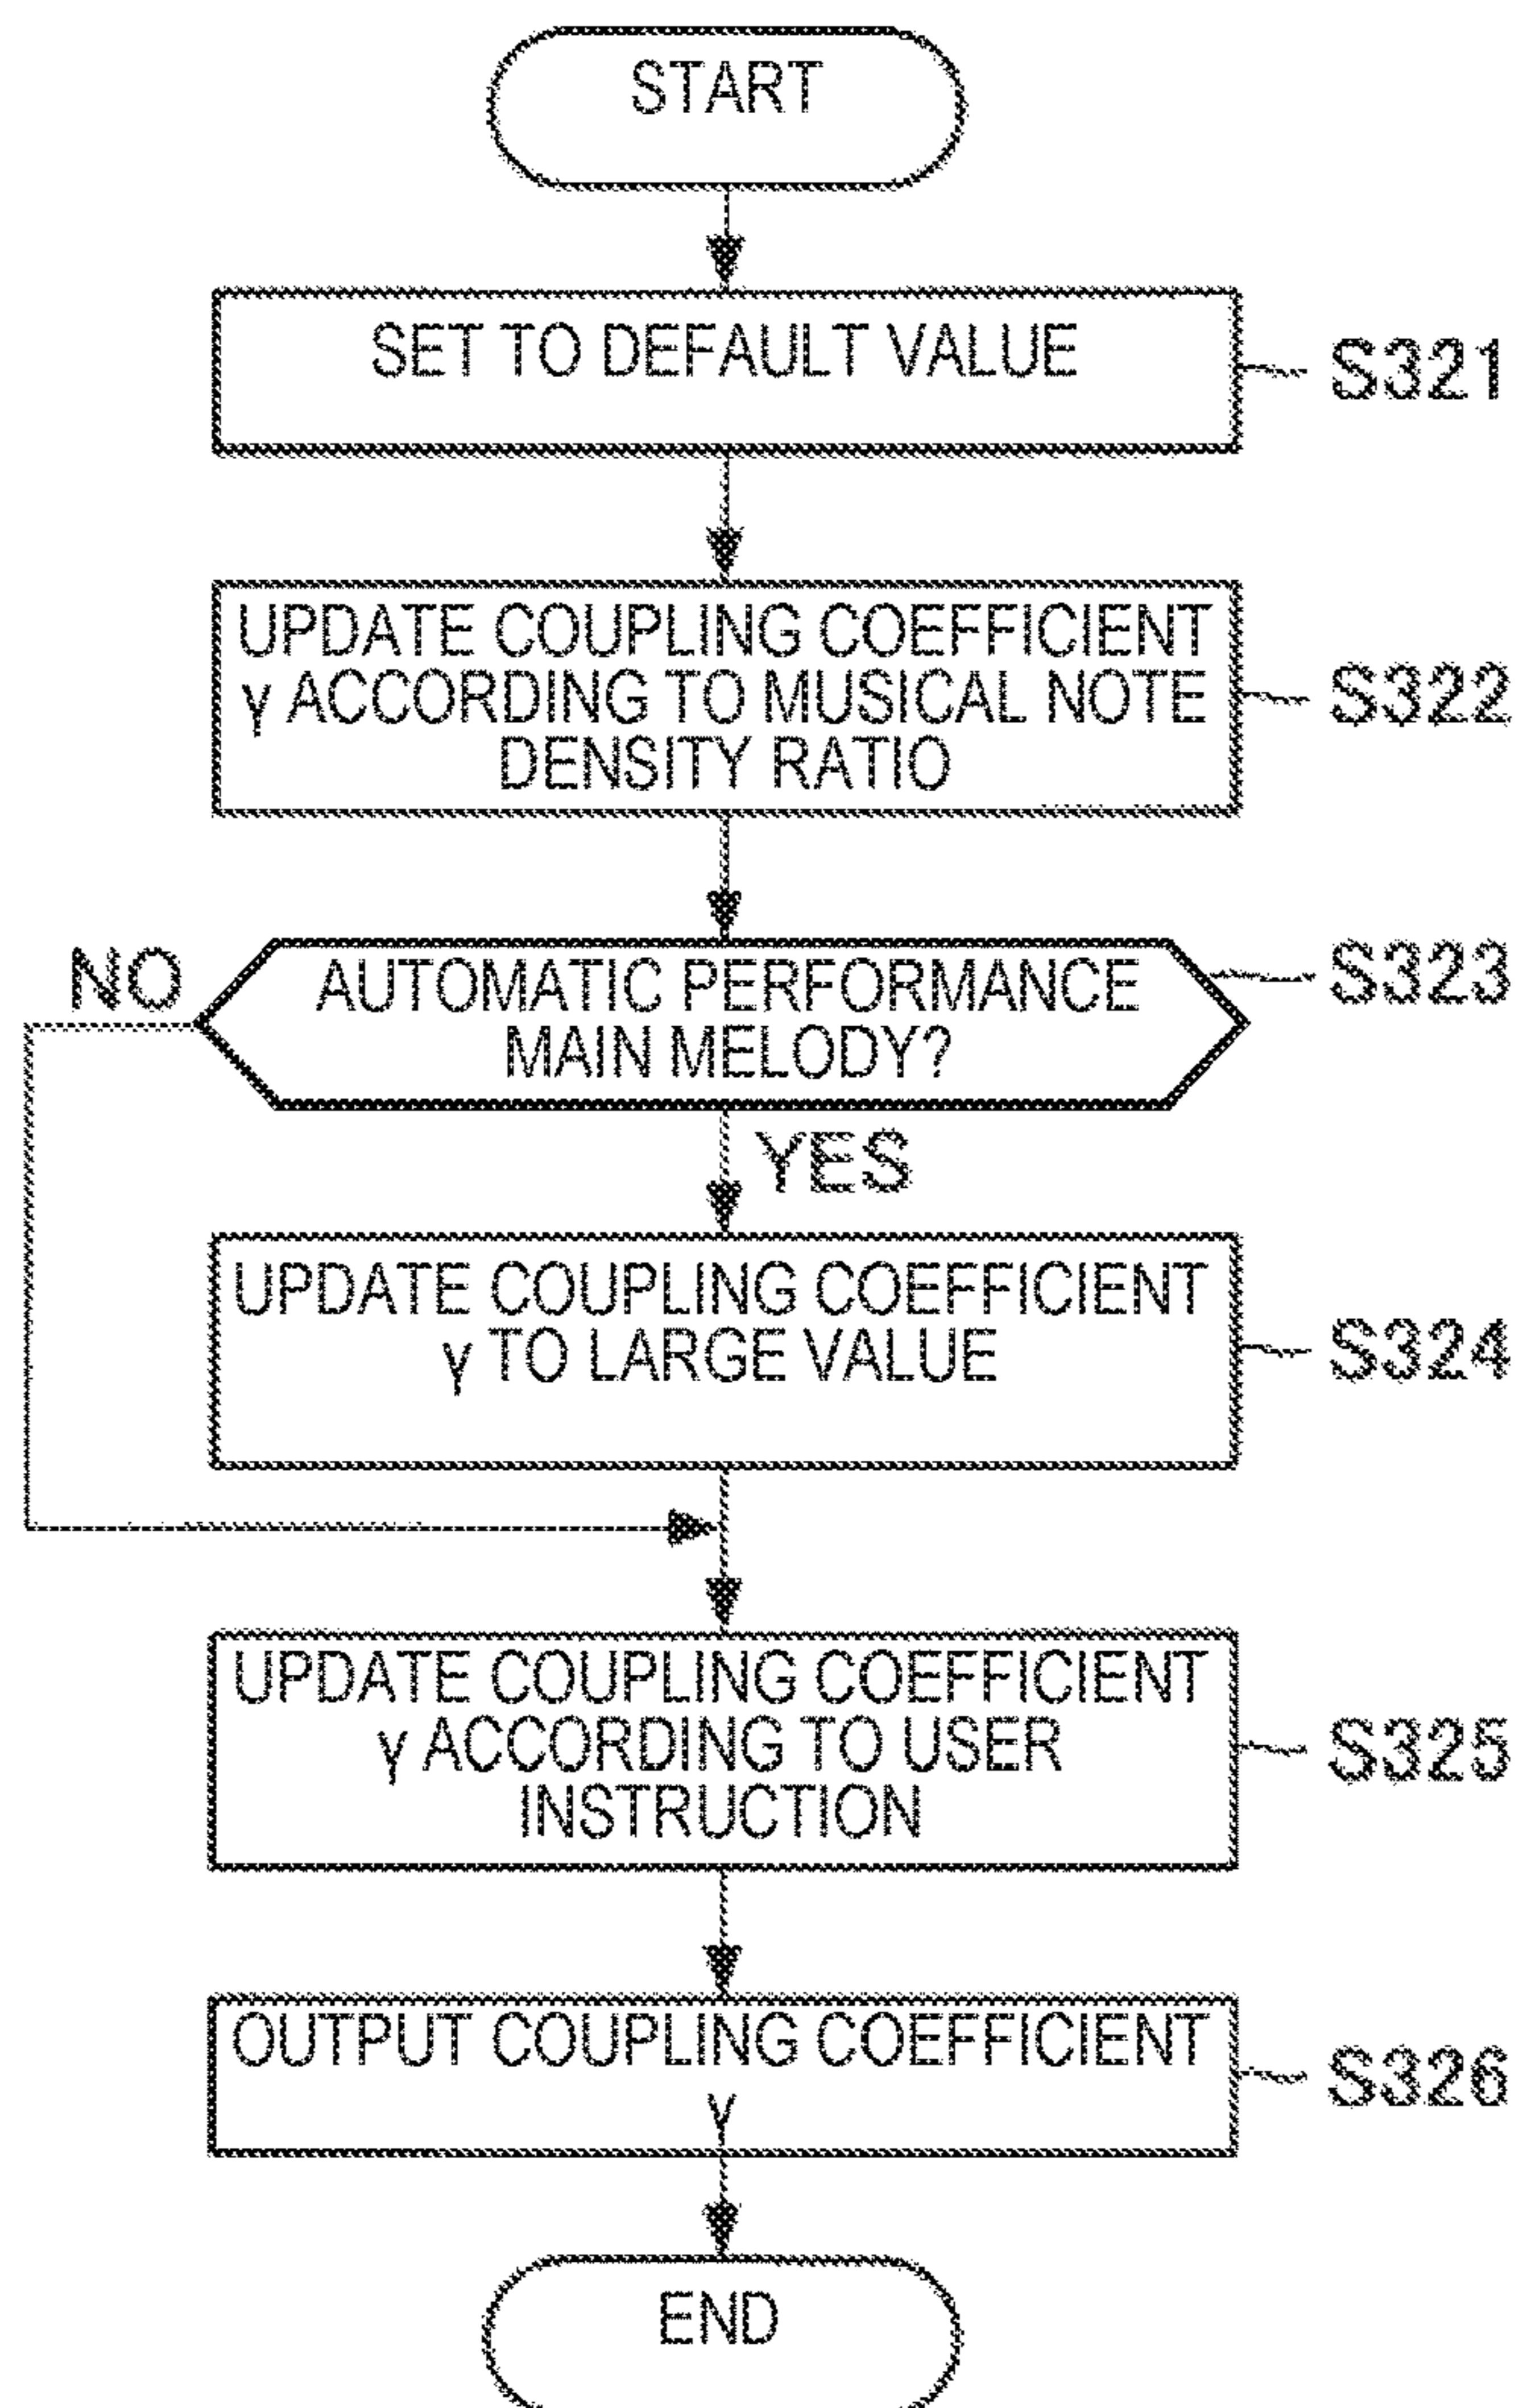 START
SET TO DEFAULT VALUE
S321
UPDATE COUPLING COEFFICIENT
γ ACCORDING TO MUSICAL NOTE
DENSITY RATIO
S322
AUTOMATIC PERFORMANCE
MAIN MELODY?
S323
NO
YES
UPDATE COUPLING COEFFICIENT
γ TO LARGE VALUE
S324
UPDATE COUPLING COEFFICIENT
γ ACCORDING TO USER
INSTRUCTION
S325
OUTPUT COUPLING COEFFICIENT
γ
S326
END